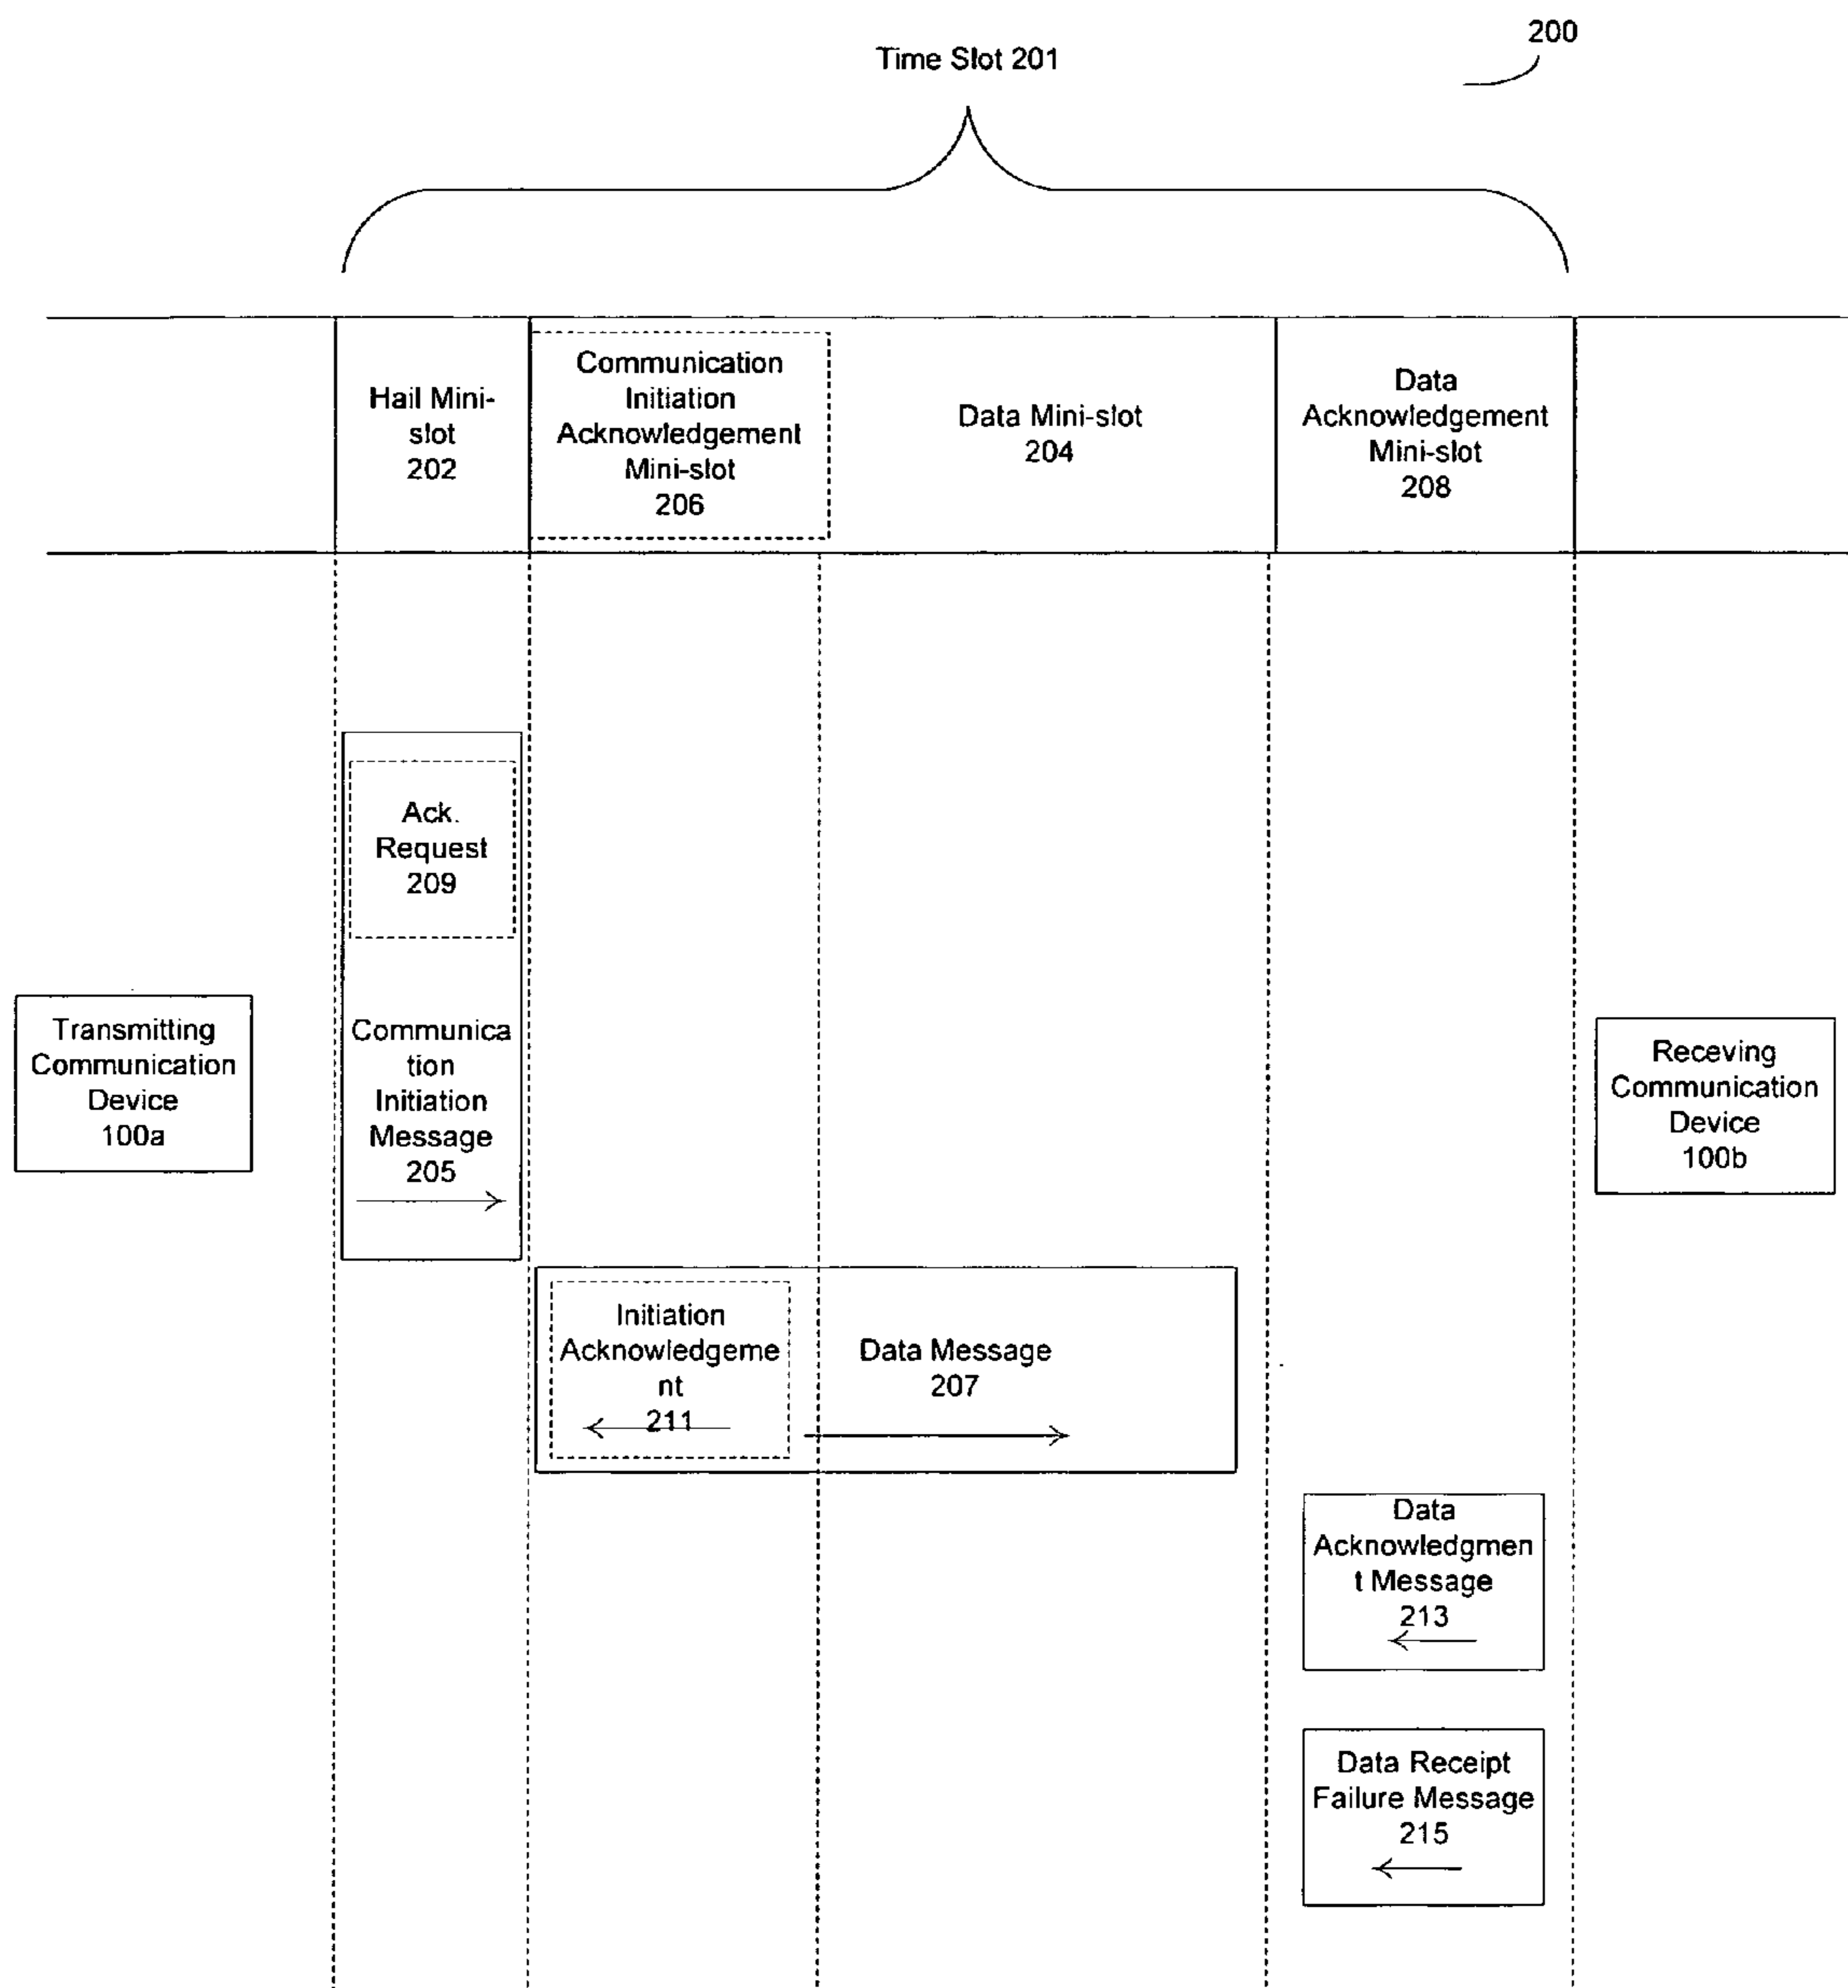 200
Time Slot 201
Hail Mini-
slot
202
Communication
Initiation
Acknowledgement
Mini-slot
206
Data Mini-slot
204
Data
Acknowledgement
Mini-slot
208
Ack.
Request
209
Transmitting
Communication
Device
100a
Communica
tion
Initiation
Message
205
Receving
Communication
Device
100b
Initiation
Acknowledgeme
nt
211
Data Message
207
Data
Acknowledgmen
t Message
213
Data Receipt
Failure Message
215